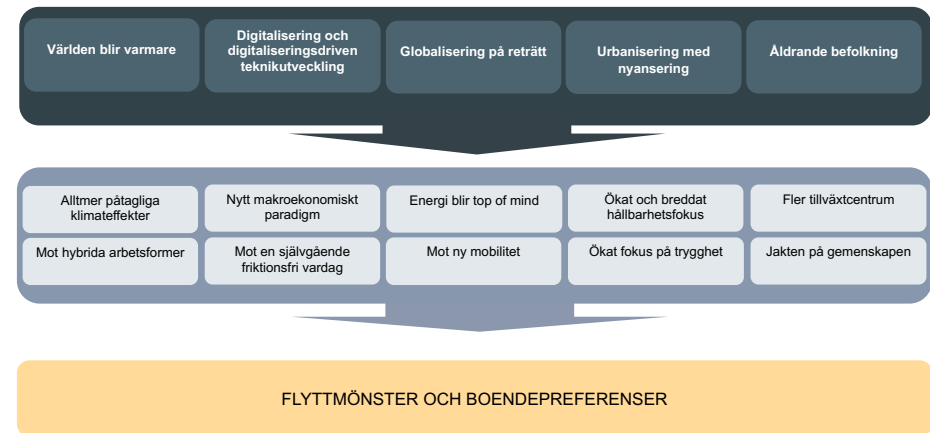 Världen blir varmare
Digitalisering och
digitaliseringsdriven
teknikutveckling
Globalisering på reträtt
Urbanisering med
nyansering
Åldrande befolkning
Alltmer påtagliga
klimateffekter
Nytt makroekonomiskt
paradigm
Energi blir top of mind
Ökat och breddat
hållbarhetsfokus
Fler tillväxtcentrum
Mot hybrida arbetsformer
Mot en självgående
friktionsfri vardag
Mot ny mobilitet
Ökat fokus på trygghet
Jakten på gemenskapen
FLYTTMÖNSTER OCH BOENDEPREFERENSER